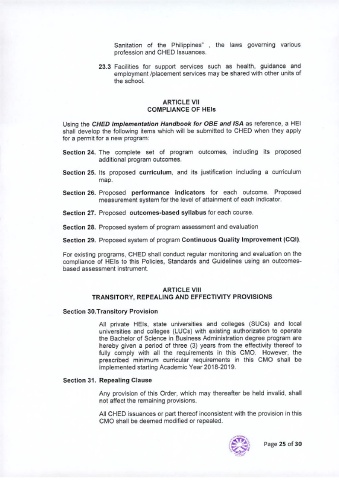 Sanitation of the Philippines" , the laws governing various
profession and CHED Issuances.
23.3 Facilities for support services such as health, guidance and
employment /placement services may be shared with other units of
the school.
ARTICLE VII
COMPLIANCE OF HEIs
Using the CHED Implementation Handbook for OBE and ISA as reference, a HEI
shall develop the following items which will be submitted to CHED when they apply
for a permit for a new program:
Section 24. The complete set of program outcomes, including its proposed
additional program outcomes.
Section 25. Its proposed curriculum, and its justification including a curriculum
map.
Section 26. Proposed performance indicators for each outcome. Proposed
measurement system for the level of attainment of each indicator.
Section 27. Proposed outcomes-based syllabus for each course.
Section 28. Proposed system of program assessment and evaluation
Section 29. Proposed system of program Continuous Quality Improvement (CQI).
For existing programs, CHED shall conduct regular monitoring and evaluation on the
compliance of HEIs to this Policies, Standards and Guidelines using an outcomes-
based assessment instrument.
ARTICLE VIII
TRANSITORY, REPEALING AND EFFECTIVITY PROVISIONS
Section 30.Transitory Provision
All private HEIs, state universities and colleges (SUCs) and local
universities and colleges (LUCs) with existing authorization to operate
the Bachelor of Science in Business Administration degree program are
hereby given a period of three (3) years from the effectivity thereof to
fully comply with all the requirements in this CMO. However, the
prescribed minimum curricular requirements in this CMO shall be
implemented starting Academic Year 2018-2019.
Section 31. Repealing Clause
Any provision of this Order, which may thereafter be held invalid, shall
not affect the remaining provisions.
All CHED issuances or part thereof inconsistent with the provision in this
CMO shall be deemed modified or repealed.
Page 25 of 30